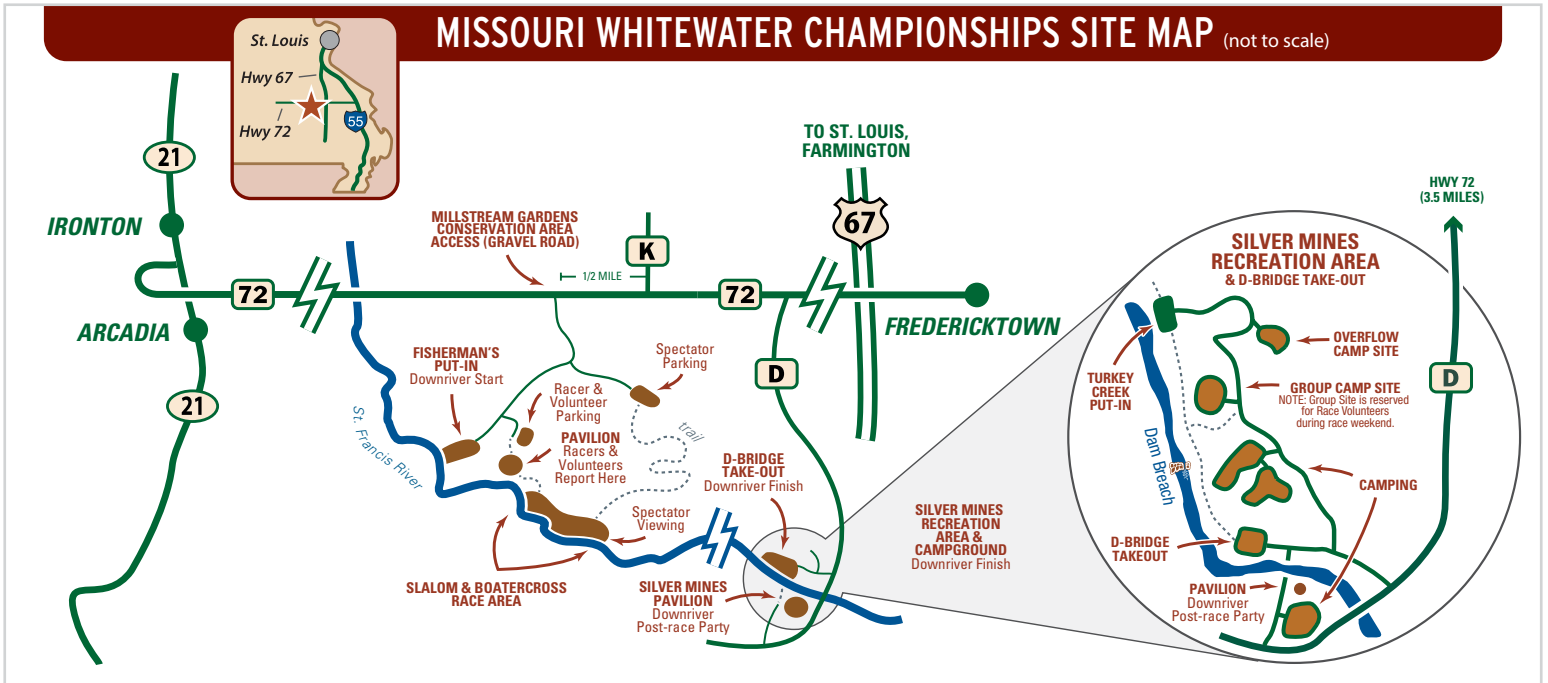 MISSOURI WHITEWATER CHAMPIONSHIPS SITE MAP (not to scale)
St. Louis
Hwy 67
Hwy 72
55
21
IRONTON
72
ARCADIA
21
MILLSTREAM GARDENS
CONSERVATION AREA
ACCESS (GRAVEL ROAD)
K
1/2 MILE
72
TO ST. LOUIS,
FARMINGTON
67
FREDERICKTOWN
D
FISHERMAN'S
PUT-IN
Downriver Start
St. Francis River
Racer &
Volunteer
Parking
PAVILION
Racers &
Volunteers
Report Here
Spectator
Parking
trail
Spectator
Viewing
SLALOM & BOATERCROSS
RACE AREA
D-BRIDGE
TAKE-OUT
Downriver Finish
SILVER MINES
PAVILION
Downriver
Post-race Party
SILVER MINES
RECREATION
AREA &
CAMPGROUND
Downriver Finish
HWY 72
(3.5 MILES)
D
SILVER MINES
RECREATION AREA
& D-BRIDGE TAKE-OUT
OVERFLOW
CAMP SITE
TURKEY
CREEK
PUT-IN
GROUP CAMP SITE
NOTE: Group Site is reserved
for Race Volunteers
during race weekend.
Dam Breach
CAMPING
D-BRIDGE
TAKEOUT
PAVILION
Downriver
Post-race Party